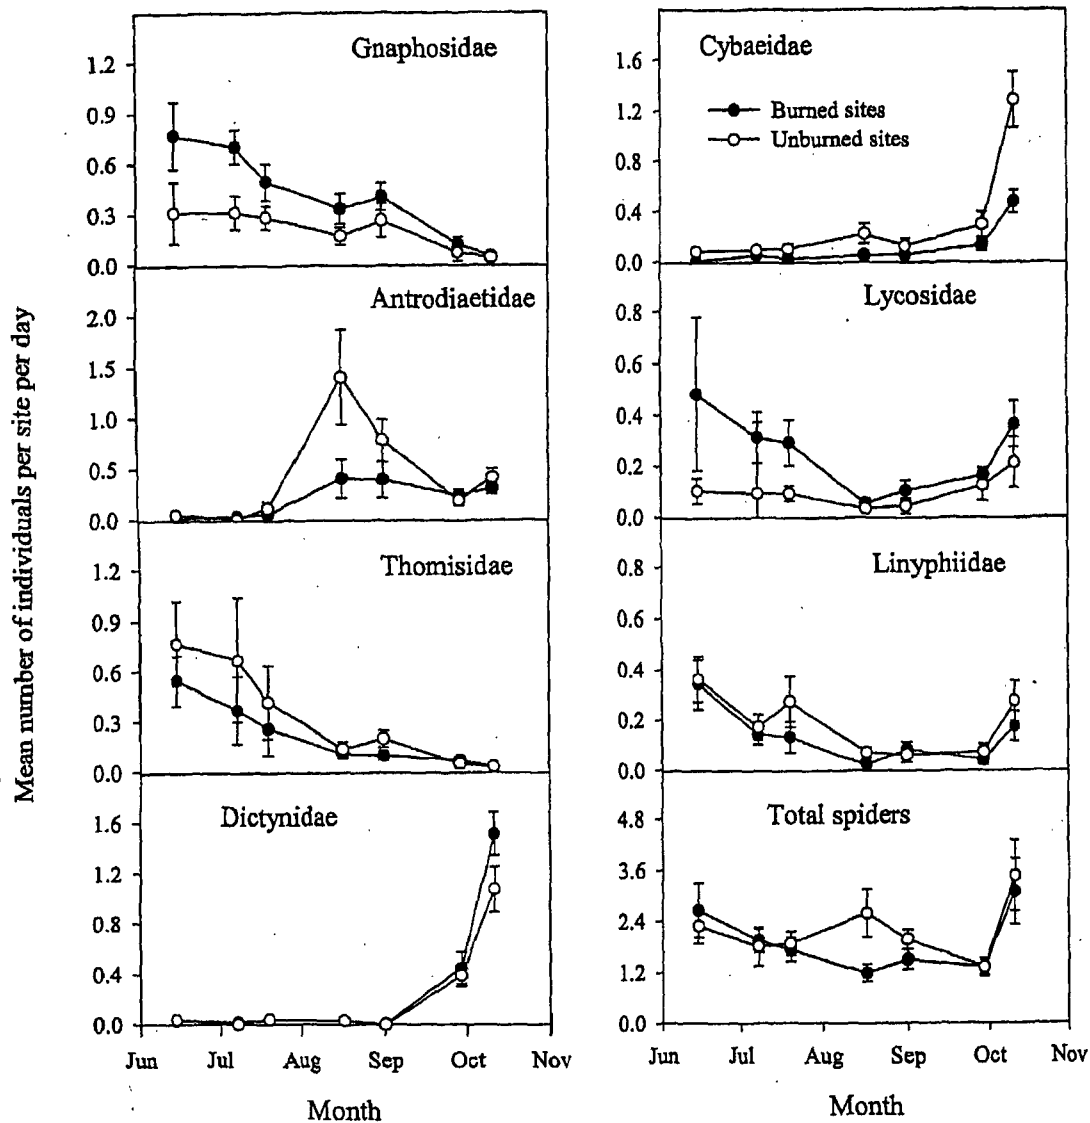 Mean number of individuals per site per day
Gnaphosidae
1.2
0.9
0.6
0.3
0.0
Cybaeidae
Burned sites
Unburned sites
1.6
1.2
0.8
0.4
0.0
Antrodiaetidae
2.0
1.5
1.0
0.5
0.0
Lycosidae
0.8
0.6
0.4
0.2
0.0
Thomisidae
1.2
0.9
0.6
0.3
0.0
Linyphiidae
0.8
0.6
0.4
0.2
0.0
Dictynidae
1.6
1.2
0.8
0.4
0.0
Jun Jul Aug Sep Oct Nov
Month
Total spiders
4.8
3.6
2.4
1.2
0.0
Jun Jul Aug Sep Oct Nov
Month